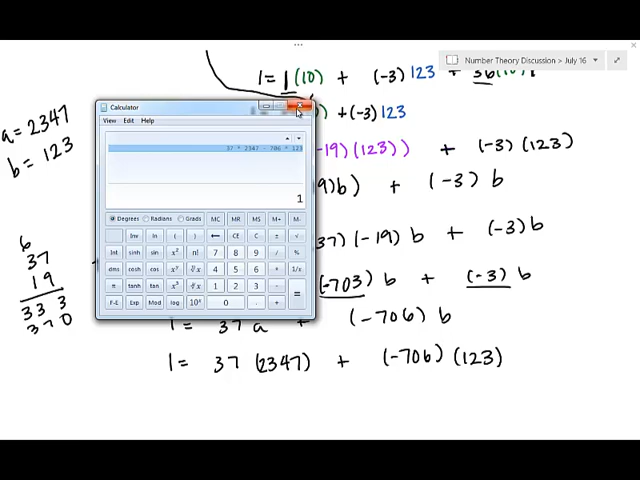 Number Theory Discussion > July 16
1 = 1 (10) + (-3) 123 + 36(10)
a = 2347
b = 123
) + (-3) 123
-19) (123) ) + (-3) (123)
9) b) + (-3) b
37) (-19) b + (-3) b
(-703) b + (-3) b
1 = 37 a + (-706) b
1 = 37 (2347) + (-706) (123)
6
37
19
333
370
Calculator
View Edit Help
37 * 2347 - 706 * 123
1
Degrees Radians Grads MC MR MS M+ M-
Inv ln ( ) ← CE C ± √
Int sinh sin x² n! 7 8 9 / %
dms cosh cos xʸ ʸ√x 4 5 6 * 1/x
π tanh tan x³ ³√x 1 2 3 - =
F-E Exp Mod log 10ˣ 0 . +